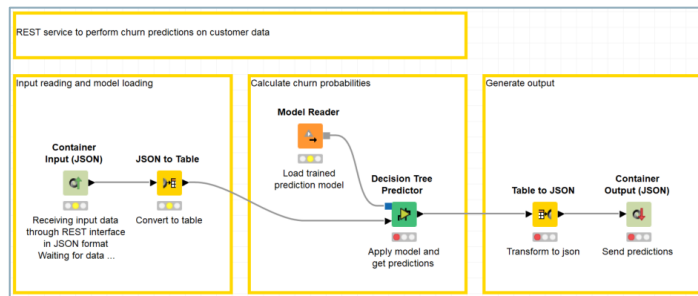 REST service to perform churn predictions on customer data
Input reading and model loading
Calculate churn probabilities
Generate output
Model Reader
Load trained
prediction model
Container
Input (JSON)
JSON to Table
Receiving input data
through REST interface
in JSON format
Waiting for data ...
Convert to table
Decision Tree
Predictor
Apply model and
get predictions
Table to JSON
Transform to json
Container
Output (JSON)
Send predictions